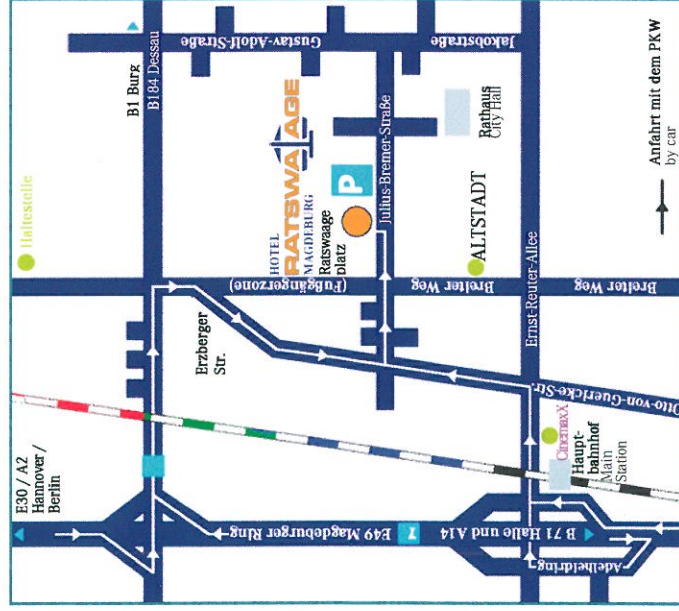 E30 / A2
Hannover /
Berlin
Haltestelle
B1 Burg
B184 Dessau
Erzberger
Str.
HOTEL
RATSWAAGE
MAGDEBURG
Ratswaage
platz
P
(Fußgängerzone)
Gustav-Adolf-Straße
E49 Magdeburger Ring
Julius-Bremer-Straße
Jakobstraße
Breiter Weg
ALTSTADT
Rathaus
City Hall
B 71 Halle und A14
Adelheidring
CinemaxX
Haupt-
bahnhof
Main
Station
Ernst-Reuter-Allee
Otto-von-Guericke-Str.
Breiter Weg
Anfahrt mit dem PKW
by car